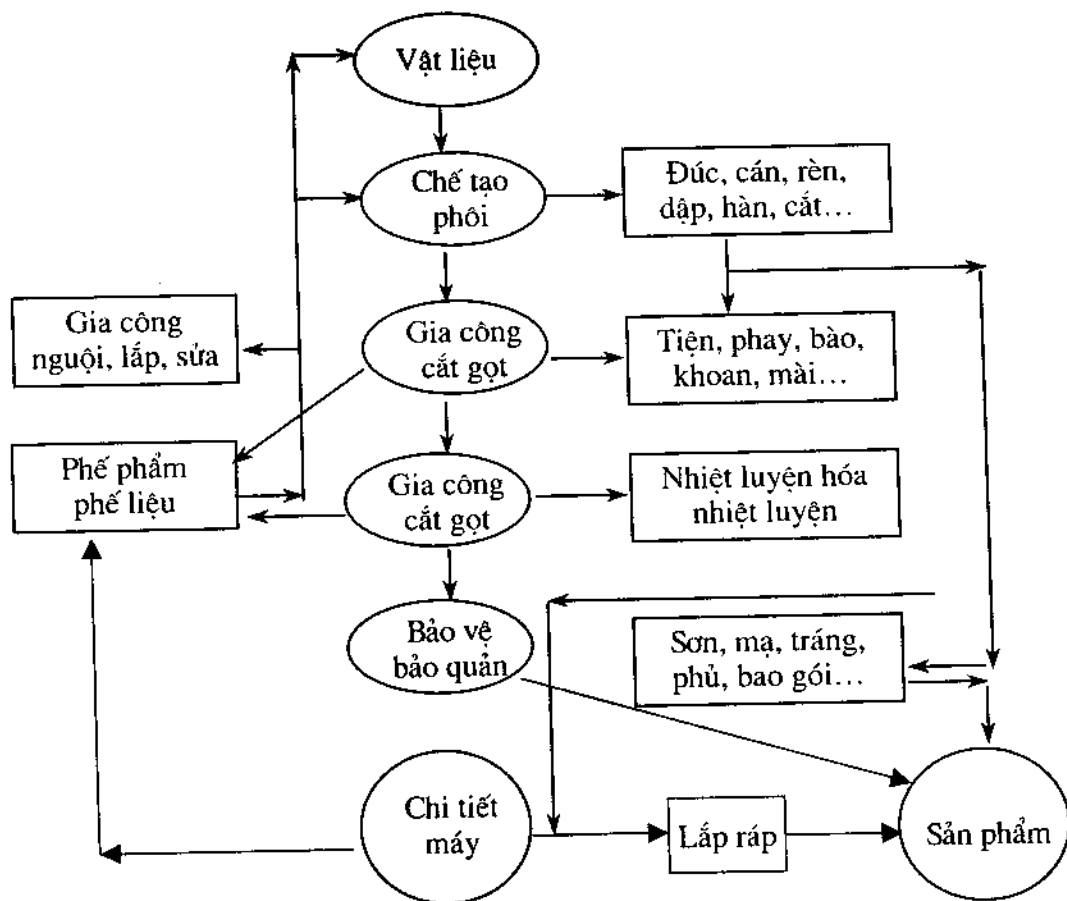 Vật liệu
Chế tạo
phôi
Đúc, cán, rèn,
dập, hàn, cắt...
Gia công
nguội, lắp, sửa
Gia công
cắt gọt
Tiện, phay, bào,
khoan, mài...
Phế phẩm
phế liệu
Gia công
cắt gọt
Nhiệt luyện hóa
nhiệt luyện
Bảo vệ
bảo quản
Sơn, mạ, tráng,
phủ, bao gói...
Chi tiết
máy
Lắp ráp
Sản phẩm